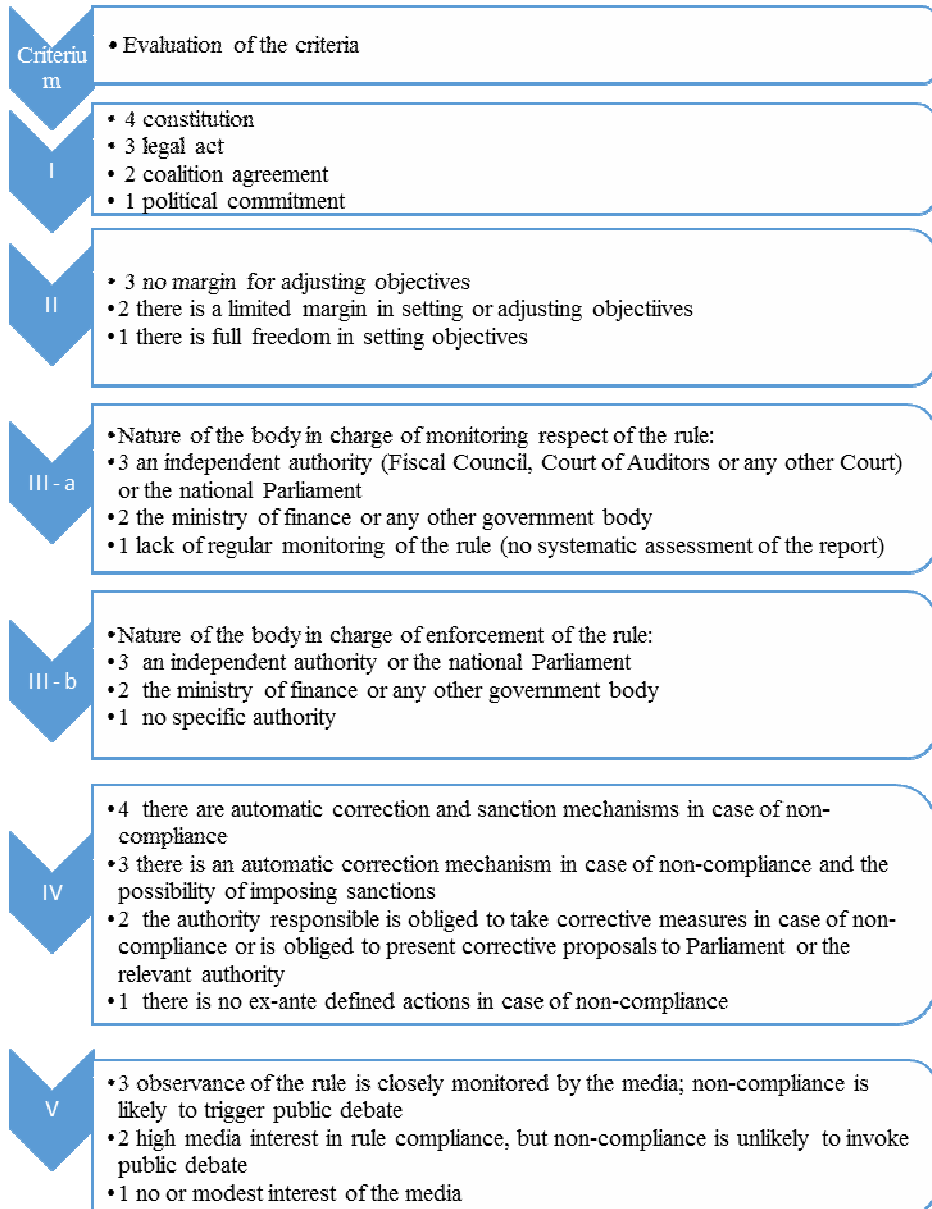 Criteriu
m
• Evaluation of the criteria
I
• 4 constitution
• 3 legal act
• 2 coalition agreement
• 1 political commitment
II
• 3 no margin for adjusting objectives
• 2 there is a limited margin in setting or adjusting objectiives
• 1 there is full freedom in setting objectives
III - a
• Nature of the body in charge of monitoring respect of the rule:
• 3 an independent authority (Fiscal Council, Court of Auditors or any other Court)
or the national Parliament
• 2 the ministry of finance or any other government body
• 1 lack of regular monitoring of the rule (no systematic assessment of the report)
III - b
• Nature of the body in charge of enforcement of the rule:
• 3 an independent authority or the national Parliament
• 2 the ministry of finance or any other government body
• 1 no specific authority
IV
• 4 there are automatic correction and sanction mechanisms in case of non-
compliance
• 3 there is an automatic correction mechanism in case of non-compliance and the
possibility of imposing sanctions
• 2 the authority responsible is obliged to take corrective measures in case of non-
compliance or is obliged to present corrective proposals to Parliament or the
relevant authority
• 1 there is no ex-ante defined actions in case of non-compliance
V
• 3 observance of the rule is closely monitored by the media; non-compliance is
likely to trigger public debate
• 2 high media interest in rule compliance, but non-compliance is unlikely to invoke
public debate
• 1 no or modest interest of the media